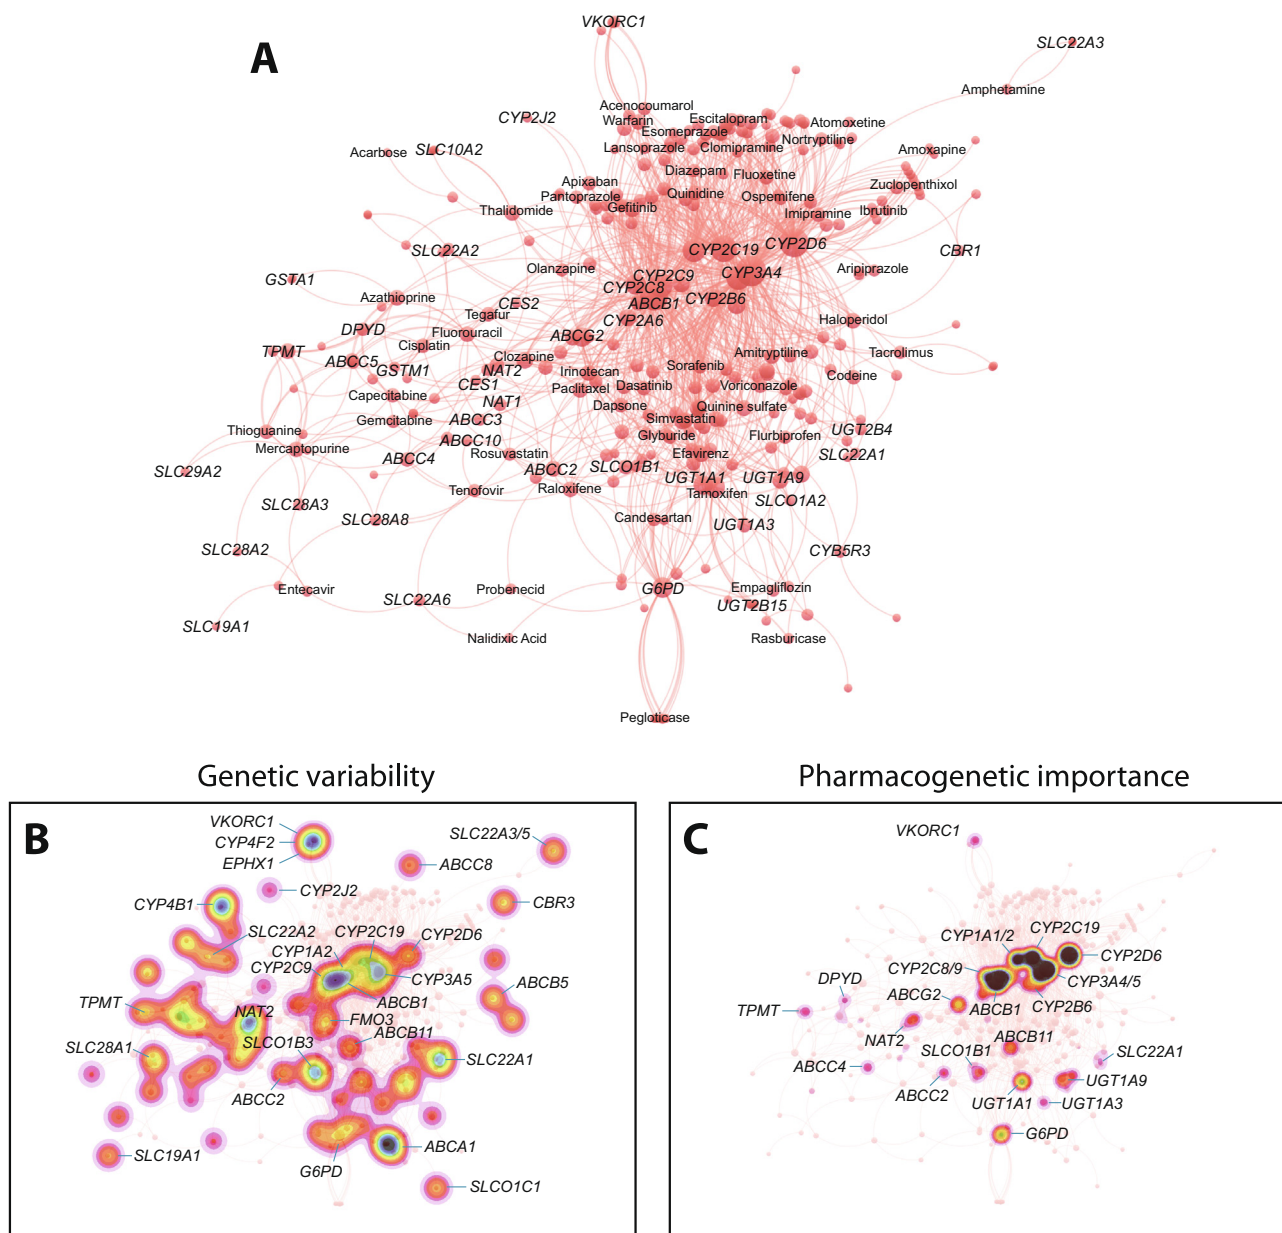 A
VKORC1
SLC22A3
Amphetamine
Acenocoumarol
CYP2J2
Warfarin
Escitalopram
Atomoxetine
Esomeprazole
Nortryptiline
Acarbose
SLC10A2
Lansoprazole
Clomipramine
Amoxapine
Diazepam
Fluoxetine
Apixaban
Zuclopenthixol
Pantoprazole
Quinidine
Ospemifene
Thalidomide
Gefitinib
Imipramine
Ibrutinib
SLC22A2
CYP2C19
CYP2D6
CBR1
GSTA1
Olanzapine
CYP2C9
CYP3A4
Aripiprazole
CYP2C8
Azathioprine
CES2
ABCB1
CYP2B6
Tegafur
CYP2A6
Haloperidol
DPYD
Fluorouracil
ABCG2
TPMT
Cisplatin
Clozapine
Amitryptiline
Tacrolimus
ABCC5
GSTM1
NAT2
Irinotecan
Sorafenib
Codeine
CES1
Paclitaxel
Dasatinib
Voriconazole
Capecitabine
NAT1
Dapsone
Quinine sulfate
Gemcitabine
ABCC3
Simvastatin
Thioguanine
ABCC10
Glyburide
Flurbiprofen
UGT2B4
Mercaptopurine
ABCC4
Rosuvastatin
Efavirenz
SLC22A1
SLC29A2
ABCC2
SLCO1B1
UGT1A1
UGT1A9
Tenofovir
Raloxifene
Tamoxifen
SLCO1A2
SLC28A3
SLC28A8
Candesartan
UGT1A3
SLC28A2
CYB5R3
Entecavir
SLC22A6
Probenecid
G6PD
Empagliflozin
UGT2B15
SLC19A1
Nalidixic Acid
Rasburicase
Pegloticase
Genetic variability
B
VKORC1
CYP4F2
EPHX1
SLC22A3/5
ABCC8
CYP2J2
CYP4B1
CBR3
SLC22A2
CYP2C19
CYP2D6
CYP1A2
CYP2C9
CYP3A5
ABCB5
TPMT
ABCB1
NAT2
FMO3
ABCB11
SLCO1B3
SLC28A1
SLC22A1
ABCC2
ABCA1
SLC19A1
G6PD
SLCO1C1
Pharmacogenetic importance
C
VKORC1
CYP1A1/2
CYP2C19
CYP2D6
CYP2C8/9
CYP3A4/5
DPYD
ABCG2
ABCB1
CYP2B6
TPMT
NAT2
ABCB11
SLCO1B1
SLC22A1
ABCC4
ABCC2
UGT1A9
UGT1A1
UGT1A3
G6PD